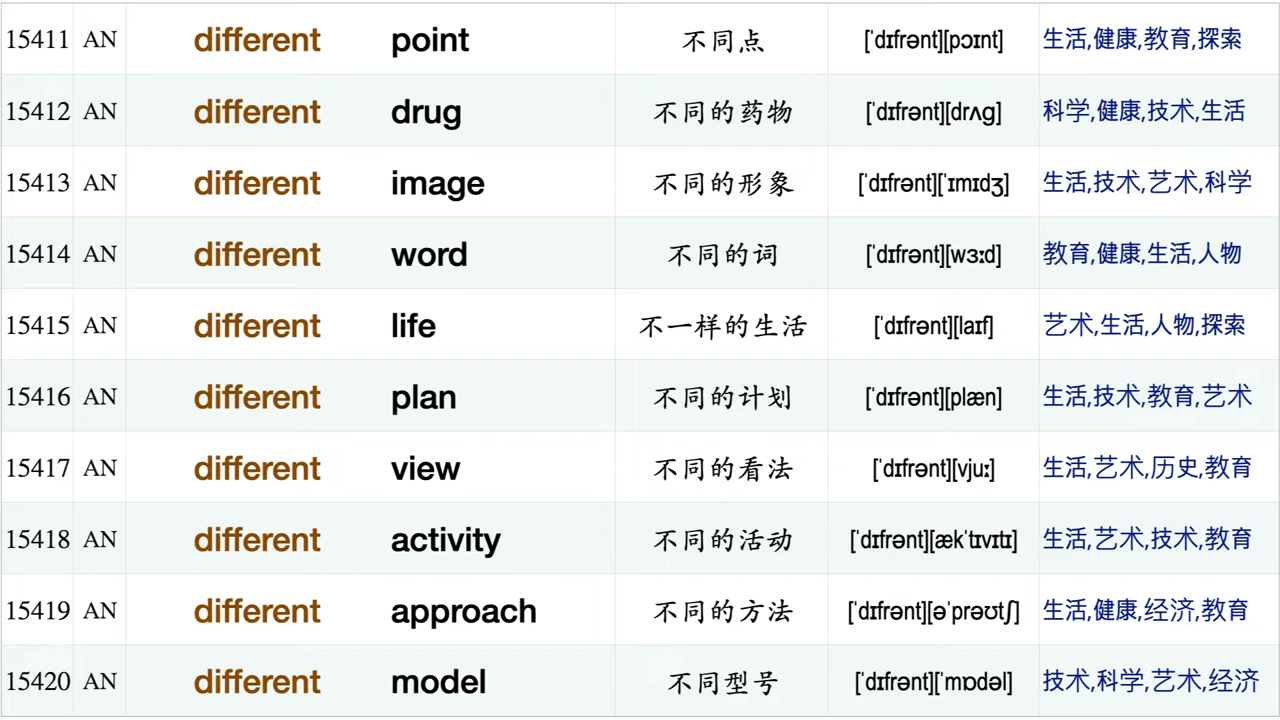 15411 AN different point 不同点 [ˈdɪfrənt][pɔɪnt] 生活,健康,教育,探索
15412 AN different drug 不同的药物 [ˈdɪfrənt][drʌɡ] 科学,健康,技术,生活
15413 AN different image 不同的形象 [ˈdɪfrənt][ˈɪmɪdʒ] 生活,技术,艺术,科学
15414 AN different word 不同的词 [ˈdɪfrənt][wɜːd] 教育,健康,生活,人物
15415 AN different life 不一样的生活 [ˈdɪfrənt][laɪf] 艺术,生活,人物,探索
15416 AN different plan 不同的计划 [ˈdɪfrənt][plæn] 生活,技术,教育,艺术
15417 AN different view 不同的看法 [ˈdɪfrənt][vjuː] 生活,艺术,历史,教育
15418 AN different activity 不同的活动 [ˈdɪfrənt][ækˈtɪvɪtɪ] 生活,艺术,技术,教育
15419 AN different approach 不同的方法 [ˈdɪfrənt][əˈprəʊtʃ] 生活,健康,经济,教育
15420 AN different model 不同型号 [ˈdɪfrənt][ˈmɒdəl] 技术,科学,艺术,经济